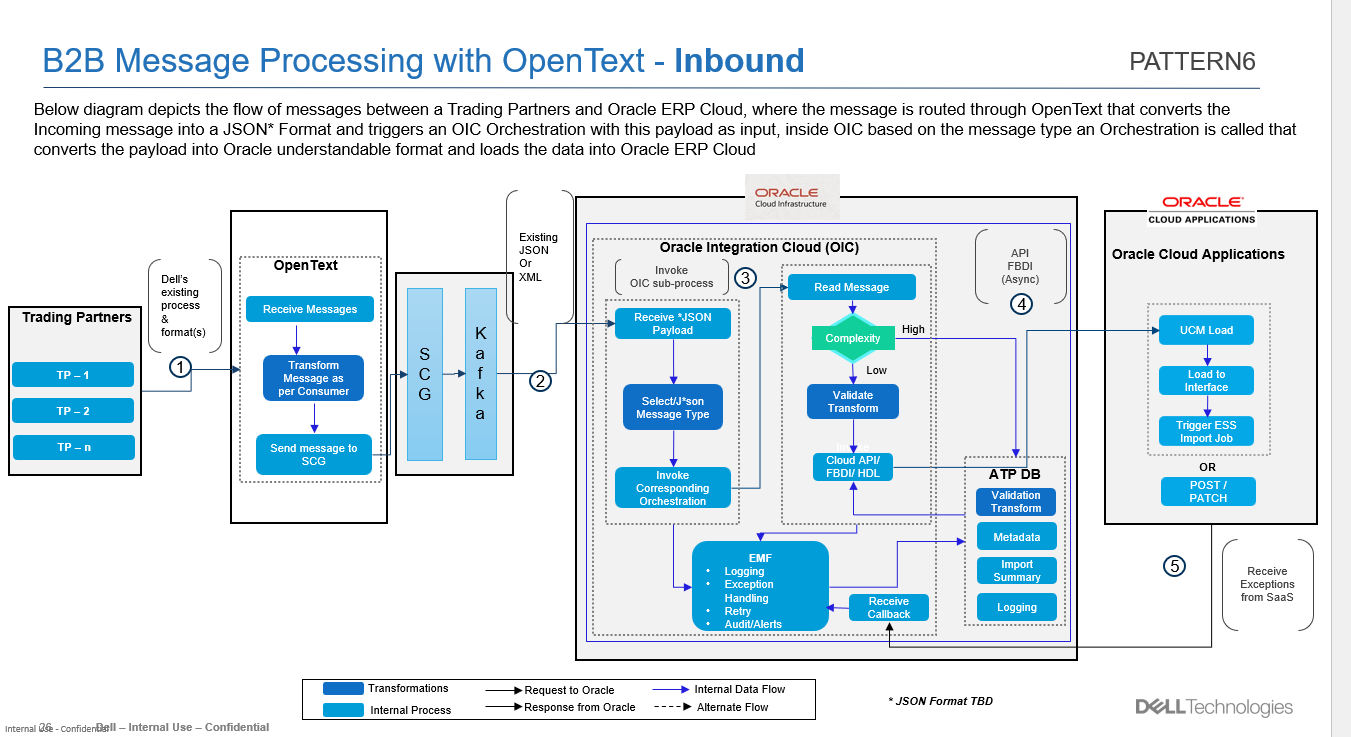 B2B Message Processing with OpenText - Inbound
PATTERN6
Below diagram depicts the flow of messages between a Trading Partners and Oracle ERP Cloud, where the message is routed through OpenText that converts the
Incoming message into a JSON* Format and triggers an OIC Orchestration with this payload as input, inside OIC based on the message type an Orchestration is called that
converts the payload into Oracle understandable format and loads the data into Oracle ERP Cloud
Trading Partners
TP – 1
TP – 2
TP – n
Dell's
existing
process
&
format(s)
1
OpenText
Receive Messages
Transform
Message as
per Consumer
Send message to
SCG
S
C
G
K
a
f
k
a
Existing
JSON
Or
XML
2
ORACLE
Cloud Infrastructure
Oracle Integration Cloud (OIC)
Invoke
OIC sub-process
3
Receive *JSON
Payload
Select/J*son
Message Type
Invoke
Corresponding
Orchestration
Read Message
Complexity
High
Low
Validate
Transform
Cloud API/
FBDI/ HDL
API
FBDI
(Async)
4
ATP DB
Validation
Transform
Metadata
Import
Summary
Logging
EMF
• Logging
• Exception
Handling
• Retry
• Audit/Alerts
Receive
Callback
ORACLE
CLOUD APPLICATIONS
Oracle Cloud Applications
UCM Load
Load to
Interface
Trigger ESS
Import Job
OR
POST /
PATCH
5
Receive
Exceptions
from SaaS
Transformations
Internal Process
Request to Oracle
Response from Oracle
Internal Data Flow
Alternate Flow
* JSON Format TBD
DELLTechnologies
26
Dell – Internal Use – Confidential
Internal Use - Confidential